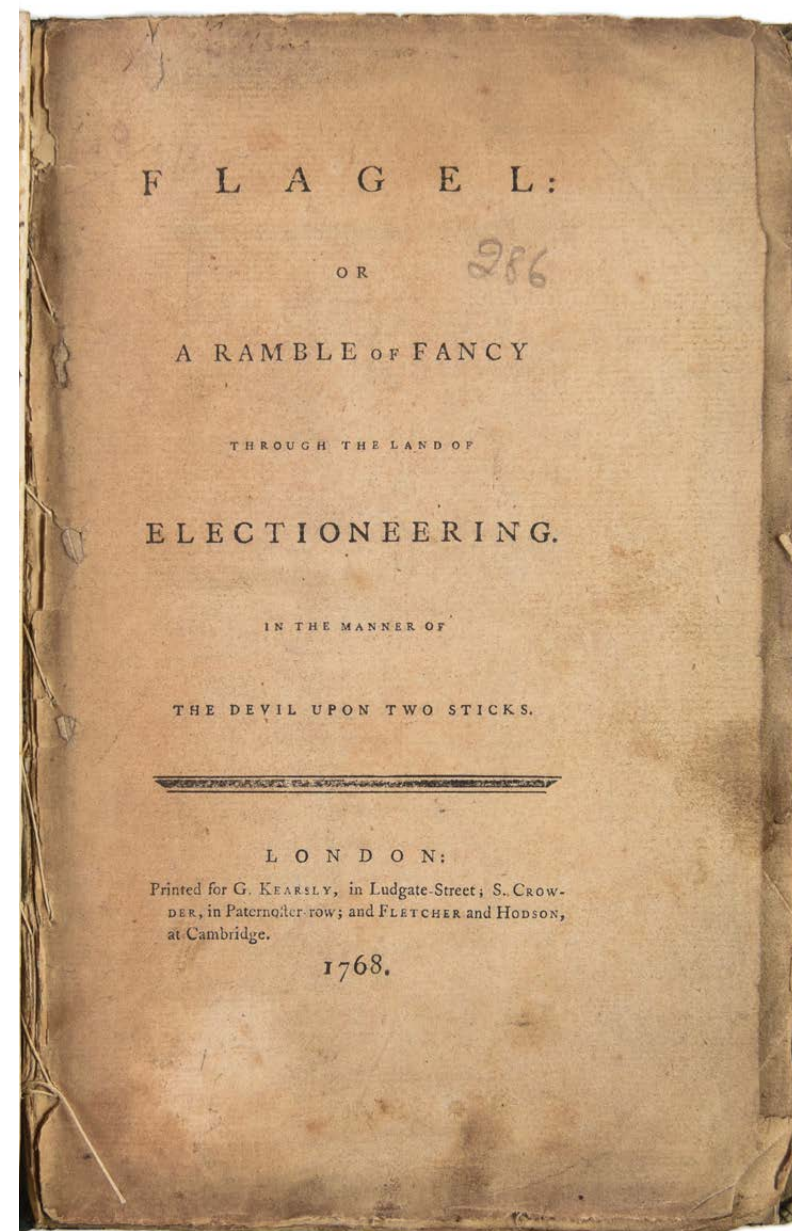 FLAGEL:
OR
286
A RAMBLE OF FANCY
THROUGH THE LAND OF
ELECTIONEERING.
IN THE MANNER OF
THE DEVIL UPON TWO STICKS.
LONDON:
Printed for G. KEARSLY, in Ludgate-Street; S. CROW-
DER, in Paternoster-row; and FLETCHER and HODSON,
at Cambridge.
1768.